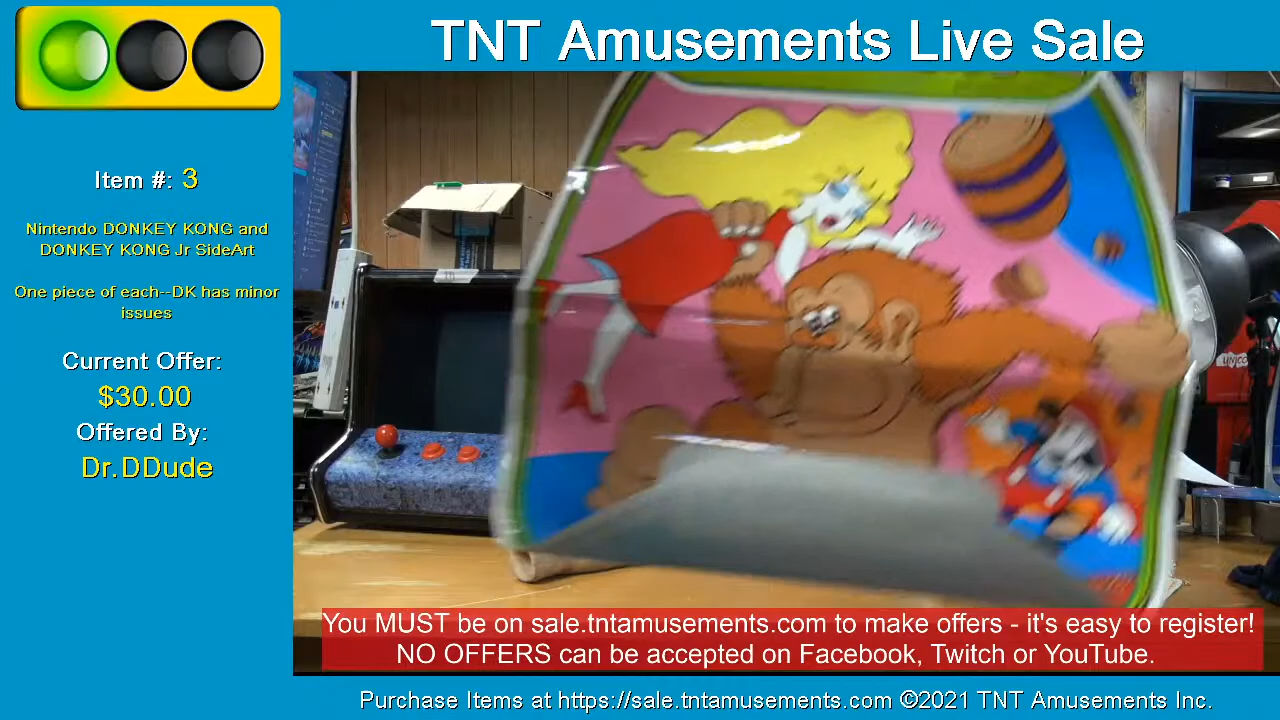 TNT Amusements Live Sale
Item #: 3
Nintendo DONKEY KONG and
DONKEY KONG Jr SideArt
One piece of each--DK has minor
issues
Current Offer:
$30.00
Offered By:
Dr.DDude
You MUST be on sale.tntamusements.com to make offers - it's easy to register!
NO OFFERS can be accepted on Facebook, Twitch or YouTube.
Purchase Items at https://sale.tntamusements.com ©2021 TNT Amusements Inc.